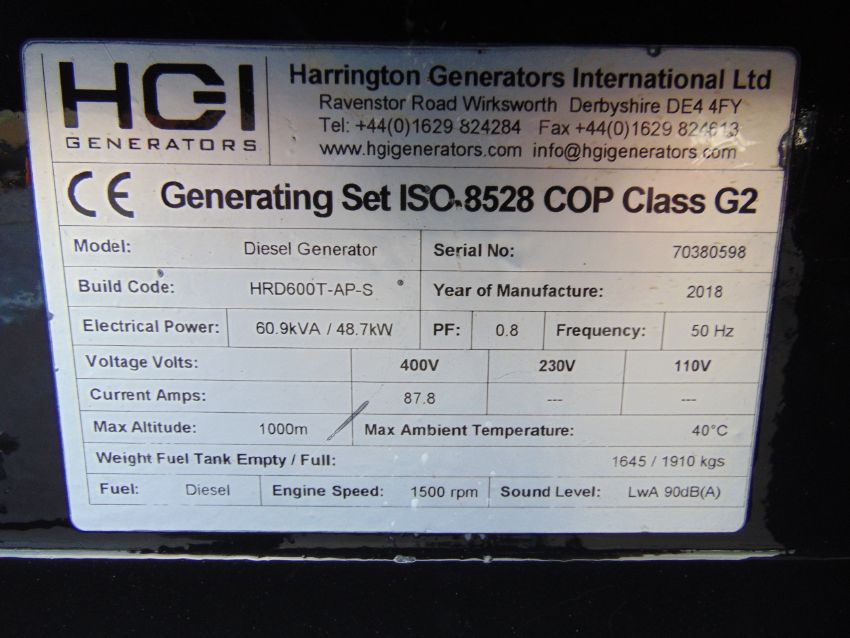 HGI
GENERATORS
Harrington Generators International Ltd
Ravenstor Road Wirksworth Derbyshire DE4 4FY
Tel: +44(0)1629 824284 Fax +44(0)1629 824613
www.hgigenerators.com info@hgigenerators.com
CE Generating Set ISO 8528 COP Class G2
Model: Diesel Generator Serial No: 70380598
Build Code: HRD600T-AP-S Year of Manufacture: 2018
Electrical Power: 60.9kVA / 48.7kW PF: 0.8 Frequency: 50 Hz
Voltage Volts: 400V 230V 110V
Current Amps: 87.8 --- ---
Max Altitude: 1000m Max Ambient Temperature: 40°C
Weight Fuel Tank Empty / Full: 1645 / 1910 kgs
Fuel: Diesel Engine Speed: 1500 rpm Sound Level: LwA 90dB(A)